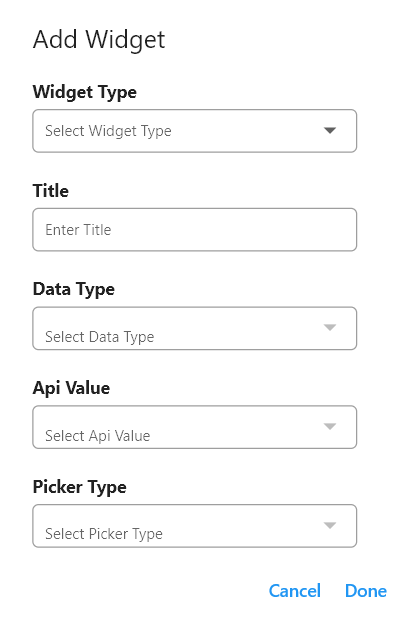 Add Widget
Widget Type
Select Widget Type
Title
Enter Title
Data Type
Select Data Type
Api Value
Select Api Value
Picker Type
Select Picker Type
Cancel Done